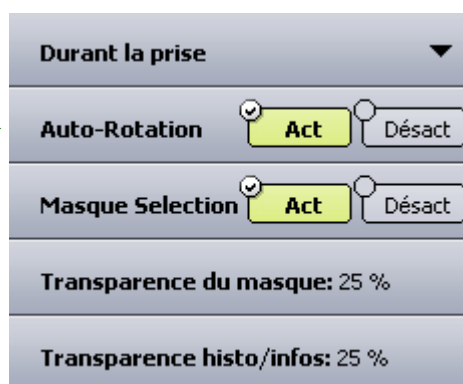 Durant la prise
Auto-Rotation Act Désact
Masque Selection Act Désact
Transparence du masque: 25 %
Transparence histo/infos: 25 %